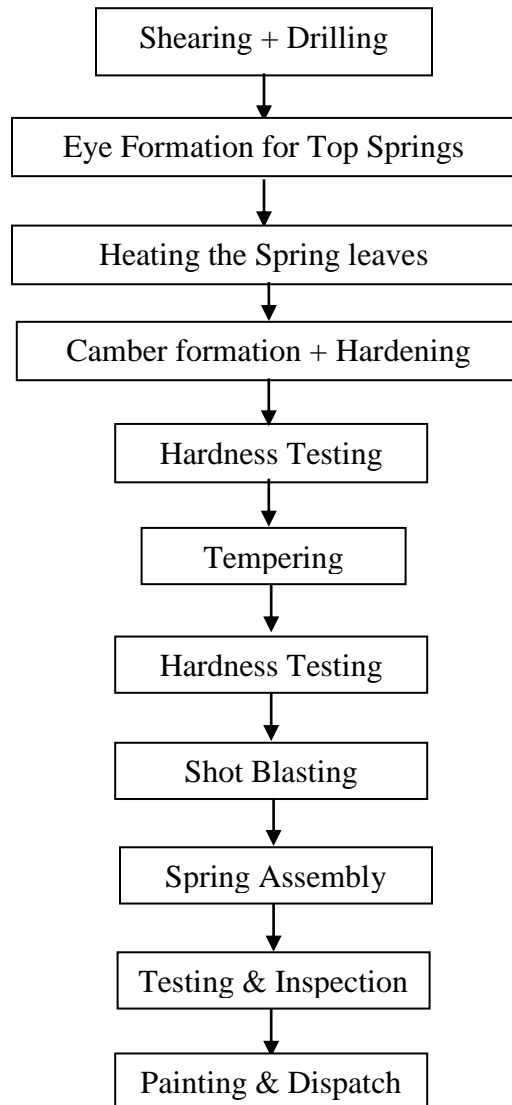 Shearing + Drilling
Eye Formation for Top Springs
Heating the Spring leaves
Camber formation + Hardening
Hardness Testing
Tempering
Hardness Testing
Shot Blasting
Spring Assembly
Testing & Inspection
Painting & Dispatch